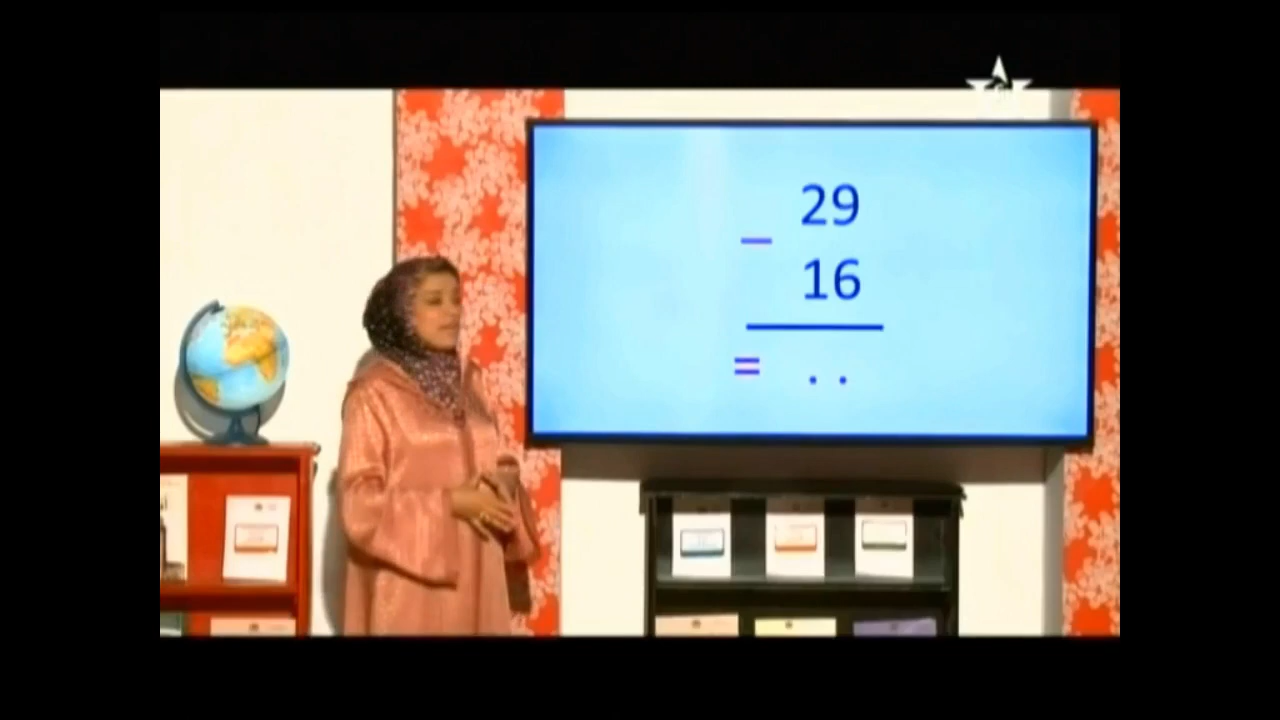 29
−
16
= . .